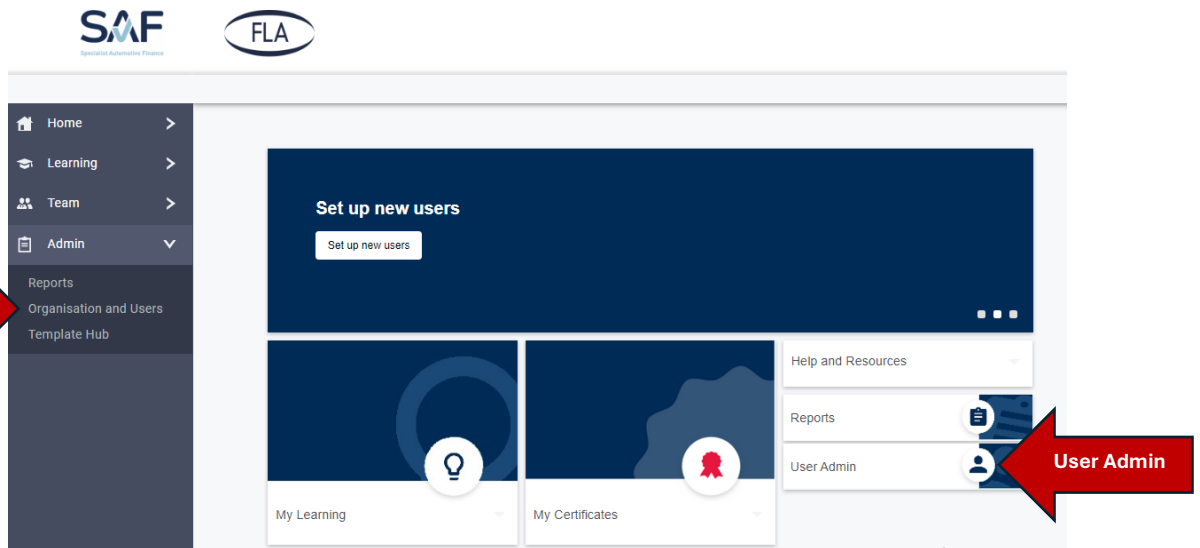 SAF
Specialist Automotive Finance
FLA
Home
Learning
Team
Admin
Reports
Organisation and Users
Template Hub
Set up new users
Set up new users
Help and Resources
Reports
User Admin
User Admin
My Learning
My Certificates